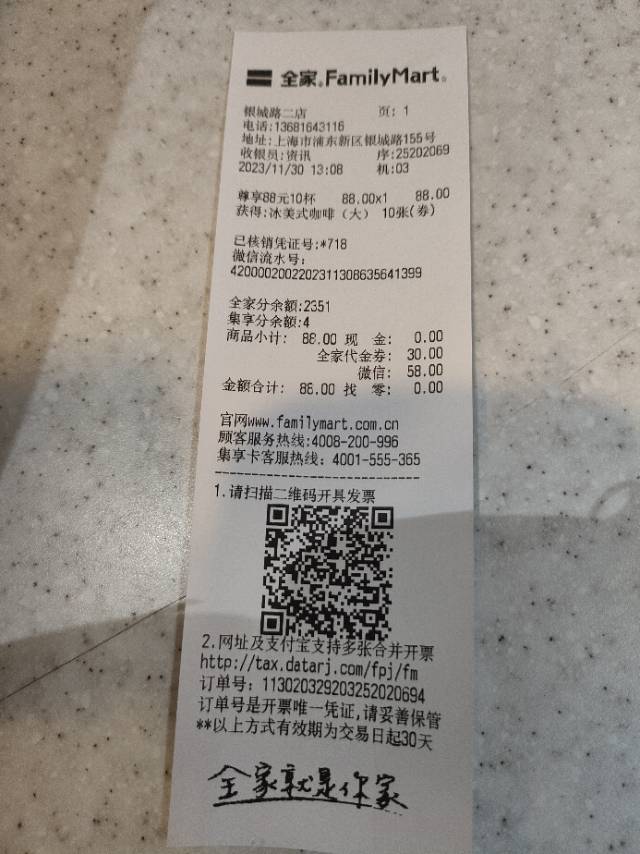 全家 FamilyMart
银城路二店 页: 1
电话:13681643116
地址:上海市浦东新区银城路155号
收银员:资讯 序:25202069
2023/11/30 13:08 机:03
尊享88元10杯 88.00x1 88.00
获得:冰美式咖啡（大） 10张(券)
已核销凭证号:*718
微信流水号:
4200002002202311308635641399
全家分余额:2351
集享分余额:4
商品小计: 88.00 现 金: 0.00
全家代金券: 30.00
微信: 58.00
金额合计: 88.00 找 零: 0.00
官网www.familymart.com.cn
顾客服务热线:4008-200-996
集享卡客服热线: 4001-555-365
1.请扫描二维码开具发票
2.网址及支付宝支持多张合并开票
http://tax.datarj.com/fpj/fm
订单号: 113020329203252020694
订单号是开票唯一凭证,请妥善保管
**以上方式有效期为交易日起30天
全家就是你家